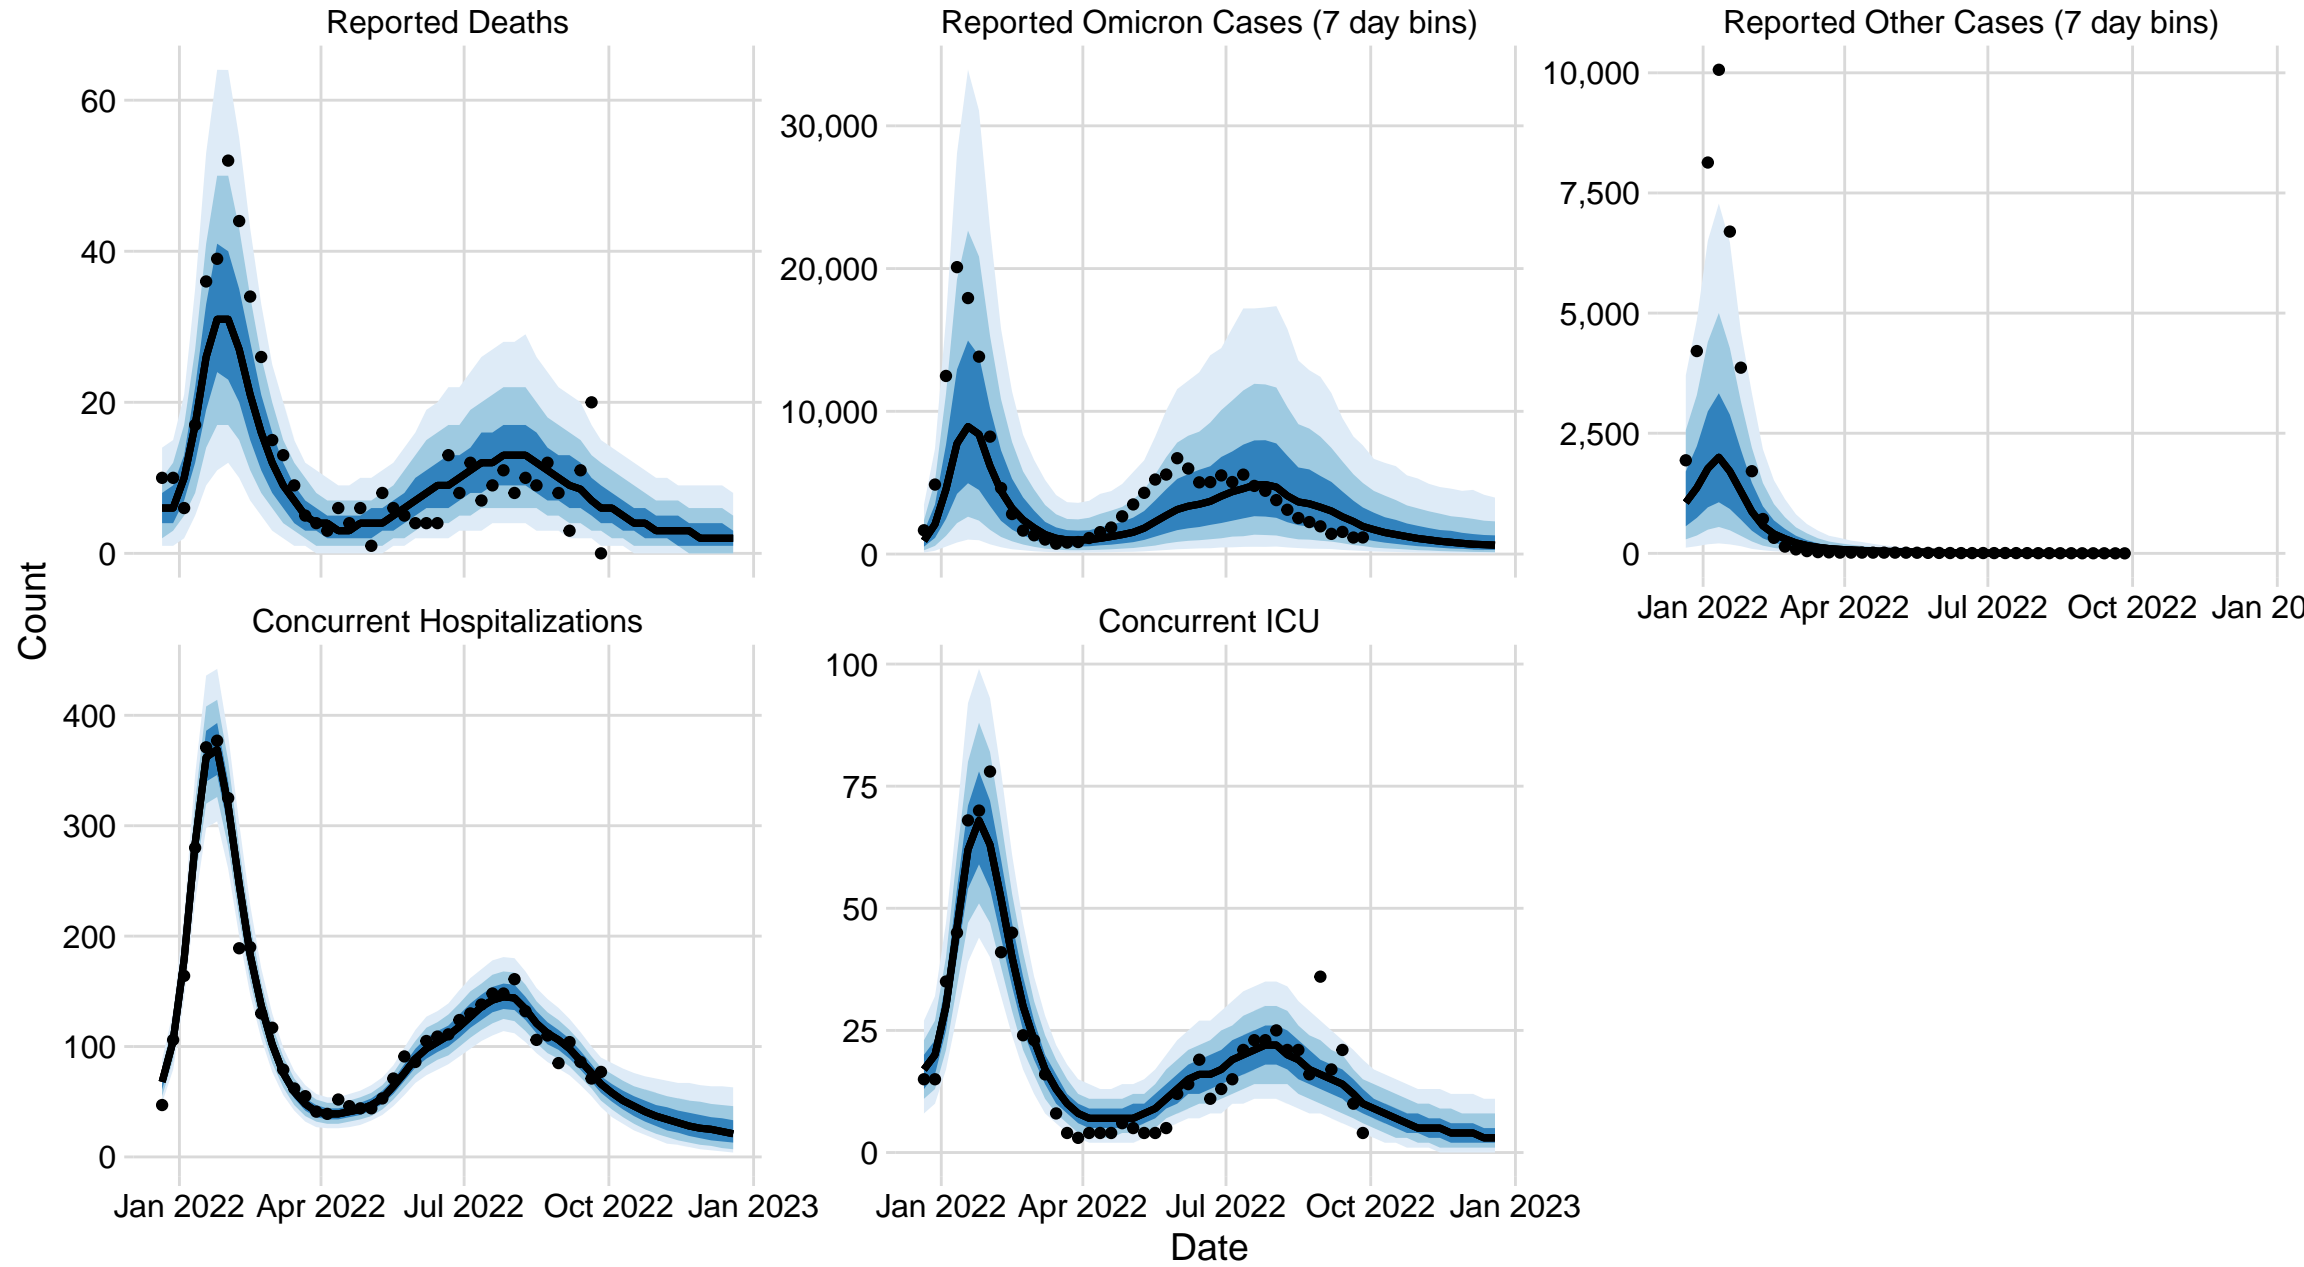 Reported Deaths
Reported Omicron Cases (7 day bins)
Reported Other Cases (7 day bins)
60
40
20
0
30,000
20,000
10,000
0
10,000
7,500
5,000
2,500
0
Jan 2022 Apr 2022 Jul 2022 Oct 2022 Jan 20
Count
Concurrent Hospitalizations
Concurrent ICU
400
300
200
100
0
100
75
50
25
0
Jan 2022 Apr 2022 Jul 2022 Oct 2022 Jan 2023
Jan 2022 Apr 2022 Jul 2022 Oct 2022 Jan 2023
Date